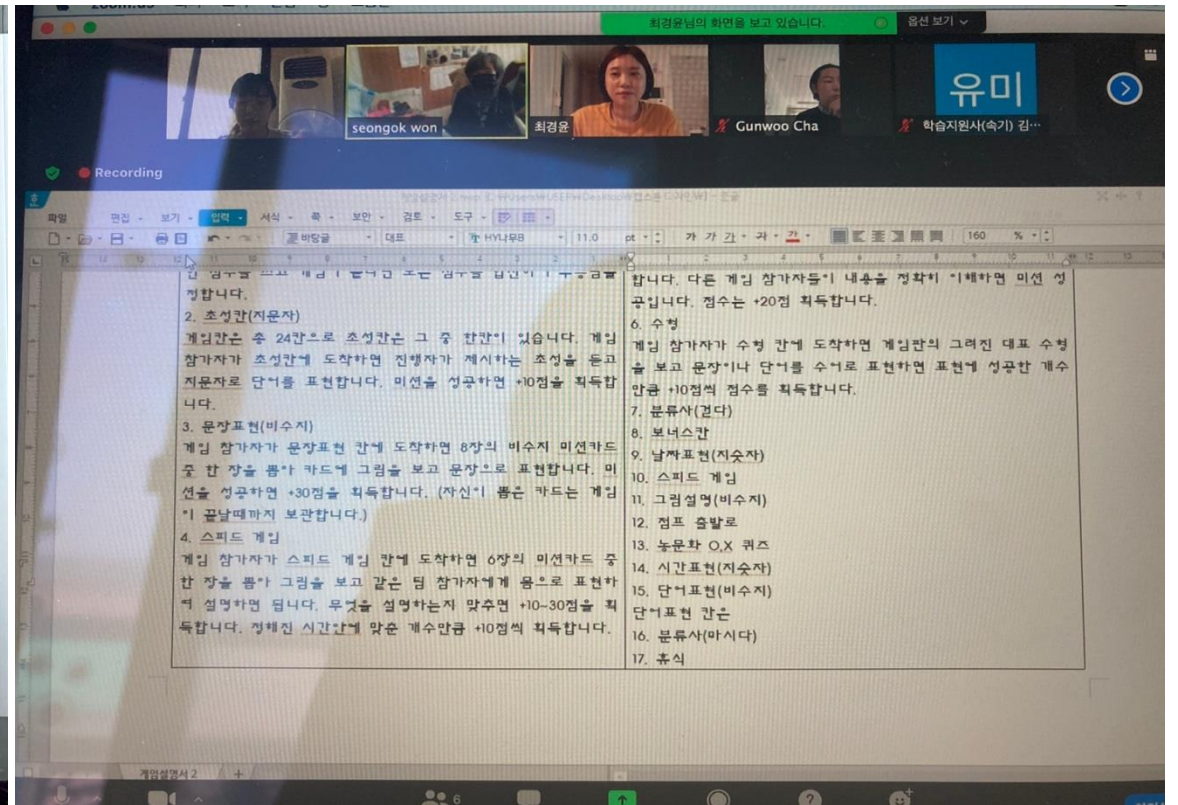 zoom.us
최경윤님의 화면을 보고 있습니다.
옵션 보기
seongok won
최경윤
Gunwoo Cha
유미
학습지원사(속기) 김…
Recording
파일 편집 보기 입력 서식 쪽 보안 검토 도구
바탕글 대표 HY나무B 11.0 pt 가 가 가 가 가 160 %
정합니다.
2. 초성칸(지문자)
게임칸은 총 24칸으로 초성칸은 그 중 한칸이 있습니다. 게임
참가자가 초성칸에 도착하면 진행자가 제시하는 초성을 듣고
지문자로 단어를 표현합니다. 미션을 성공하면 +10점을 획득합
니다.
3. 문장표현(비수지)
게임 참가자가 문장표현 칸에 도착하면 8장의 비수지 미션카드
중 한 장을 뽑아 카드에 그림을 보고 문장으로 표현합니다. 미
션을 성공하면 +30점을 획득합니다. (자신이 뽑은 카드는 게임
이 끝날때까지 보관합니다.)
4. 스피드 게임
게임 참가자가 스피드 게임 칸에 도착하면 6장의 미션카드 중
한 장을 뽑아 그림을 보고 같은 팀 참가자에게 몸으로 표현하
여 설명하면 됩니다. 무엇을 설명하는지 맞추면 +10~30점을 획
득합니다. 정해진 시간안에 맞춘 개수만큼 +10점씩 획득합니다.
합니다. 다른 게임 참가자들이 내용을 정확히 이해하면 미션 성
공입니다. 점수는 +20점 획득합니다.
6. 수형
게임 참가자가 수형 칸에 도착하면 게임판의 그려진 대표 수형
을 보고 문장이나 단어를 수어로 표현하면 표현에 성공한 개수
만큼 +10점씩 점수를 획득합니다.
7. 분류사(걷다)
8. 보너스칸
9. 날짜표현(지숫자)
10. 스피드 게임
11. 그림설명(비수지)
12. 점프 출발로
13. 농문화 O,X 퀴즈
14. 시간표현(지숫자)
15. 단어표현(비수지)
단어표현 칸은
16. 분류사(마시다)
17. 휴식
게임설명서 2
6